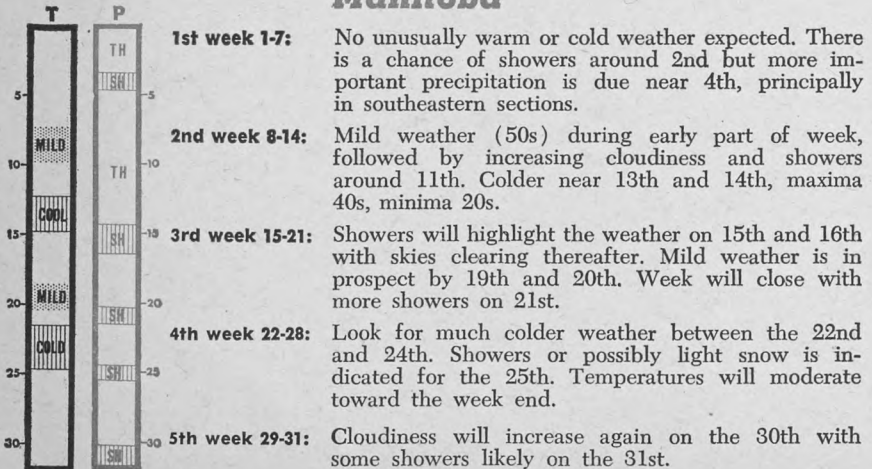 Manitoba
T P
1st week 1-7: No unusually warm or cold weather expected. There
is a chance of showers around 2nd but more im-
portant precipitation is due near 4th, principally
in southeastern sections.
2nd week 8-14: Mild weather (50s) during early part of week,
followed by increasing cloudiness and showers
around 11th. Colder near 13th and 14th, maxima
40s, minima 20s.
3rd week 15-21: Showers will highlight the weather on 15th and 16th
with skies clearing thereafter. Mild weather is in
prospect by 19th and 20th. Week will close with
more showers on 21st.
4th week 22-28: Look for much colder weather between the 22nd
and 24th. Showers or possibly light snow is in-
dicated for the 25th. Temperatures will moderate
toward the week end.
5th week 29-31: Cloudiness will increase again on the 30th with
some showers likely on the 31st.
TH
SH
5- -5
MILD
10- TH -10
COOL
15- SH -15
MILD
20- SH -20
COLD
25- SH -25
30- -30